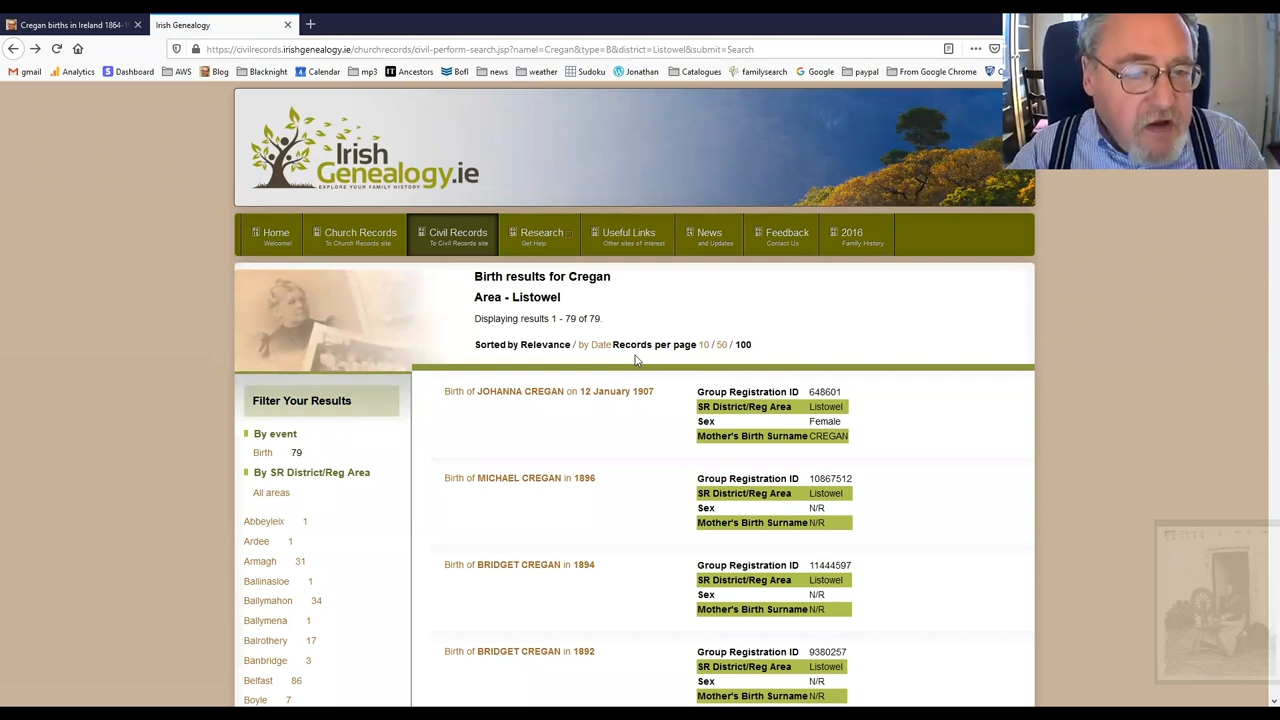 Cregan births in Ireland 1864-1
Irish Genealogy
https://civilrecords.irishgenealogy.ie/churchrecords/civil-perform-search.jsp?namel=Cregan&type=B&district=Listowel&submit=Search
gmail Analytics Dashboard AWS Blog Blacknight Calendar mp3 Ancestors Bofl news weather Sudoku Jonathan Catalogues familysearch Google paypal From Google Chrome
Irish
Genealogy.ie
EXPLORE YOUR FAMILY HISTORY
Home Church Records Civil Records Research Useful Links News Feedback 2016
Welcome! To Church Records site To Civil Records site Get Help Other sites of interest and Updates Contact Us Family History
Birth results for Cregan
Area - Listowel
Displaying results 1 - 79 of 79.
Sorted by Relevance / by Date Records per page 10 / 50 / 100
Filter Your Results
By event
Birth 79
By SR District/Reg Area
All areas
Abbeyleix 1
Ardee 1
Armagh 31
Ballinasloe 1
Ballymahon 34
Ballymena 1
Balrothery 17
Banbridge 3
Belfast 86
Boyle 7
Birth of JOHANNA CREGAN on 12 January 1907
Group Registration ID 648601
SR District/Reg Area Listowel
Sex Female
Mother's Birth Surname CREGAN
Birth of MICHAEL CREGAN in 1896
Group Registration ID 10867512
SR District/Reg Area Listowel
Sex N/R
Mother's Birth Surname N/R
Birth of BRIDGET CREGAN in 1894
Group Registration ID 11444597
SR District/Reg Area Listowel
Sex N/R
Mother's Birth Surname N/R
Birth of BRIDGET CREGAN in 1892
Group Registration ID 9380257
SR District/Reg Area Listowel
Sex N/R
Mother's Birth Surname N/R